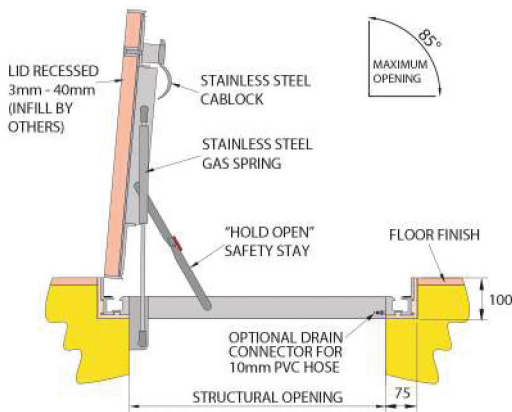 85°
MAXIMUM
OPENING
LID RECESSED
3mm - 40mm
(INFILL BY
OTHERS)
STAINLESS STEEL
CABLOCK
STAINLESS STEEL
GAS SPRING
"HOLD OPEN"
SAFETY STAY
FLOOR FINISH
100
OPTIONAL DRAIN
CONNECTOR FOR
10mm PVC HOSE
STRUCTURAL OPENING
75